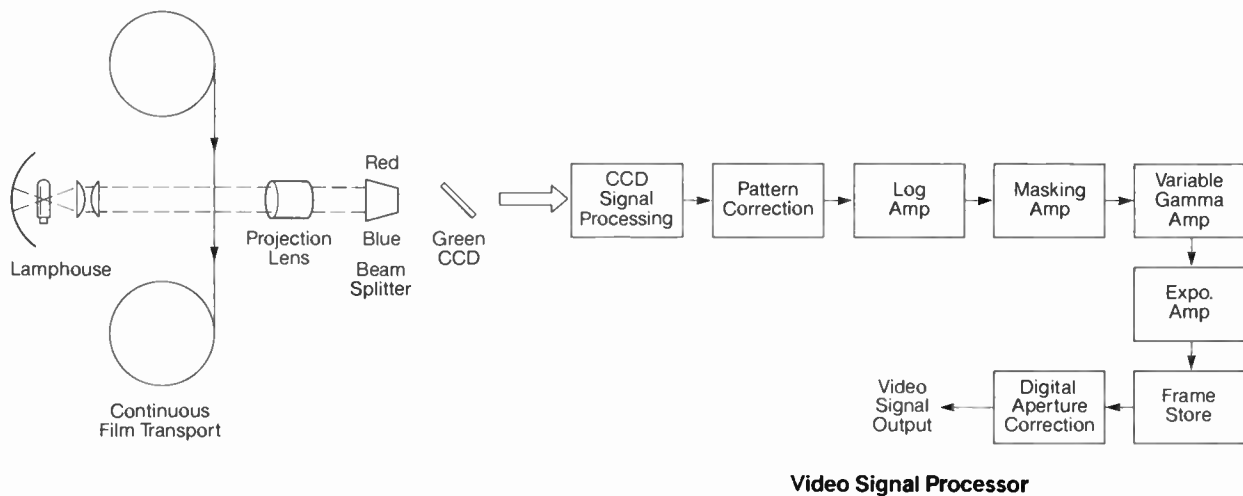 Lamphouse
Continuous
Film Transport
Projection
Lens
Red
Blue
Beam
Splitter
Green
CCD
CCD
Signal
Processing
Pattern
Correction
Log
Amp
Masking
Amp
Variable
Gamma
Amp
Expo.
Amp
Frame
Store
Digital
Aperture
Correction
Video
Signal
Output
Video Signal Processor